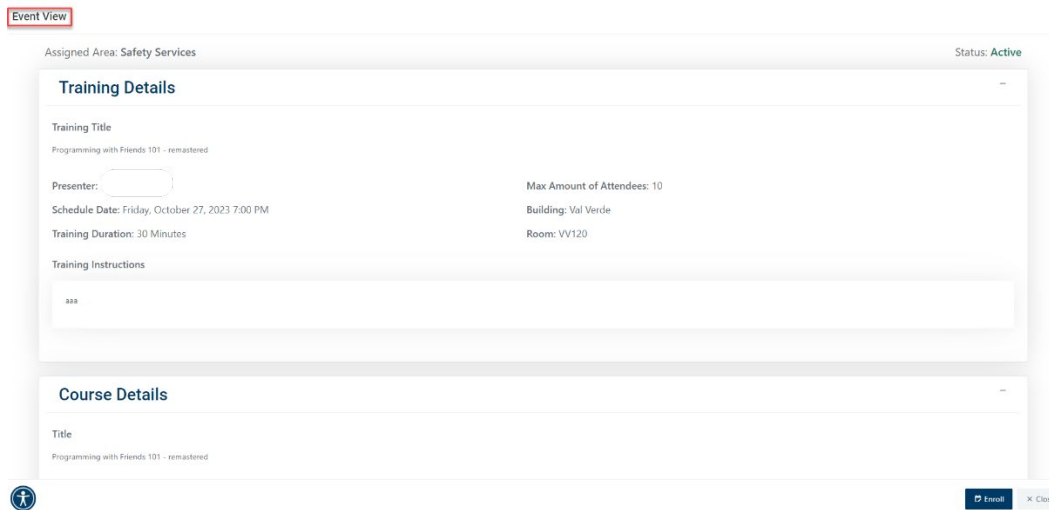 Event View
Assigned Area: Safety Services
Status: Active
Training Details
Training Title
Programming with Friends 101 - remastered
Presenter:
Max Amount of Attendees: 10
Schedule Date: Friday, October 27, 2023 7:00 PM
Building: Val Verde
Training Duration: 30 Minutes
Room: VV120
Training Instructions
aaa
Course Details
Title
Programming with Friends 101 - remastered
Enroll
× Clo